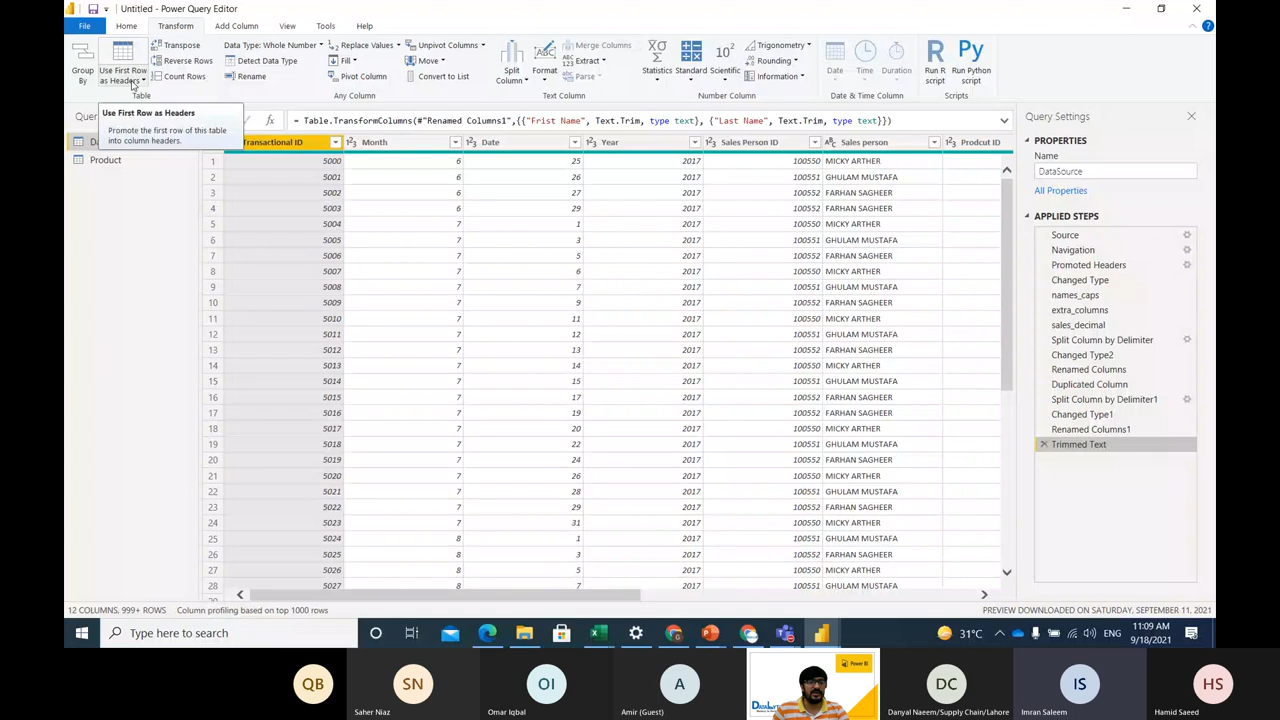 Untitled - Power Query Editor
File Home Transform Add Column View Tools Help
Group By
Use First Row as Headers
Transpose
Reverse Rows
Count Rows
Table
Data Type: Whole Number
Detect Data Type
Rename
Replace Values
Fill
Pivot Column
Unpivot Columns
Move
Convert to List
Any Column
Split Column
Format
Merge Columns
Extract
Parse
Text Column
Statistics
Standard
Scientific
Trigonometry
Rounding
Information
Number Column
Date
Time
Duration
Date & Time Column
Run R script
Run Python script
Scripts
Use First Row as Headers
Promote the first row of this table
into column headers.
Que
Da
Product
= Table.TransformColumns(#"Renamed Columns1",{{"Frist Name", Text.Trim, type text}, {"Last Name", Text.Trim, type text}})
Transactional ID Month Date Year Sales Person ID Sales person Prodcut ID
1 5000 6 25 2017 100550 MICKY ARTHER
2 5001 6 26 2017 100551 GHULAM MUSTAFA
3 5002 6 27 2017 100552 FARHAN SAGHEER
4 5003 6 29 2017 100552 FARHAN SAGHEER
5 5004 7 1 2017 100550 MICKY ARTHER
6 5005 7 3 2017 100551 GHULAM MUSTAFA
7 5006 7 5 2017 100552 FARHAN SAGHEER
8 5007 7 6 2017 100550 MICKY ARTHER
9 5008 7 7 2017 100551 GHULAM MUSTAFA
10 5009 7 9 2017 100552 FARHAN SAGHEER
11 5010 7 11 2017 100550 MICKY ARTHER
12 5011 7 12 2017 100551 GHULAM MUSTAFA
13 5012 7 13 2017 100552 FARHAN SAGHEER
14 5013 7 14 2017 100550 MICKY ARTHER
15 5014 7 15 2017 100551 GHULAM MUSTAFA
16 5015 7 17 2017 100552 FARHAN SAGHEER
17 5016 7 19 2017 100552 FARHAN SAGHEER
18 5017 7 20 2017 100550 MICKY ARTHER
19 5018 7 22 2017 100551 GHULAM MUSTAFA
20 5019 7 24 2017 100552 FARHAN SAGHEER
21 5020 7 26 2017 100550 MICKY ARTHER
22 5021 7 28 2017 100551 GHULAM MUSTAFA
23 5022 7 29 2017 100552 FARHAN SAGHEER
24 5023 7 31 2017 100550 MICKY ARTHER
25 5024 8 1 2017 100551 GHULAM MUSTAFA
26 5025 8 3 2017 100552 FARHAN SAGHEER
27 5026 8 5 2017 100550 MICKY ARTHER
28 5027 8 7 2017 100551 GHULAM MUSTAFA
Query Settings
PROPERTIES
Name
DataSource
All Properties
APPLIED STEPS
Source
Navigation
Promoted Headers
Changed Type
names_caps
extra_columns
sales_decimal
Split Column by Delimiter
Changed Type2
Renamed Columns
Duplicated Column
Split Column by Delimiter1
Changed Type1
Renamed Columns1
Trimmed Text
12 COLUMNS, 999+ ROWS Column profiling based on top 1000 rows PREVIEW DOWNLOADED ON SATURDAY, SEPTEMBER 11, 2021
Type here to search
31°C
ENG
11:09 AM
9/18/2021
QB
SN
Saher Niaz
OI
Omar Iqbal
A
Amir (Guest)
Power BI
DC
Danyal Naeem/Supply Chain/Lahore
IS
Imran Saleem
HS
Hamid Saeed